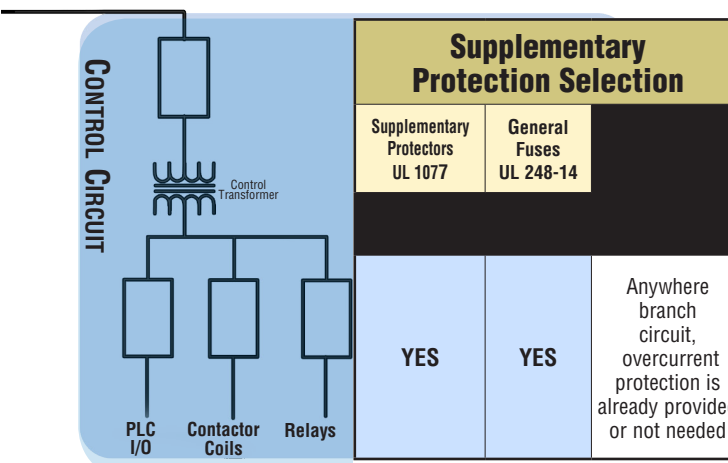 CONTROL CIRCUIT
Control
Transformer
PLC
I/O
Contactor
Coils
Relays
Supplementary
Protection Selection
Supplementary
Protectors
UL 1077
General
Fuses
UL 248-14
YES
YES
Anywhere
branch
circuit,
overcurrent
protection is
already provide
or not needed